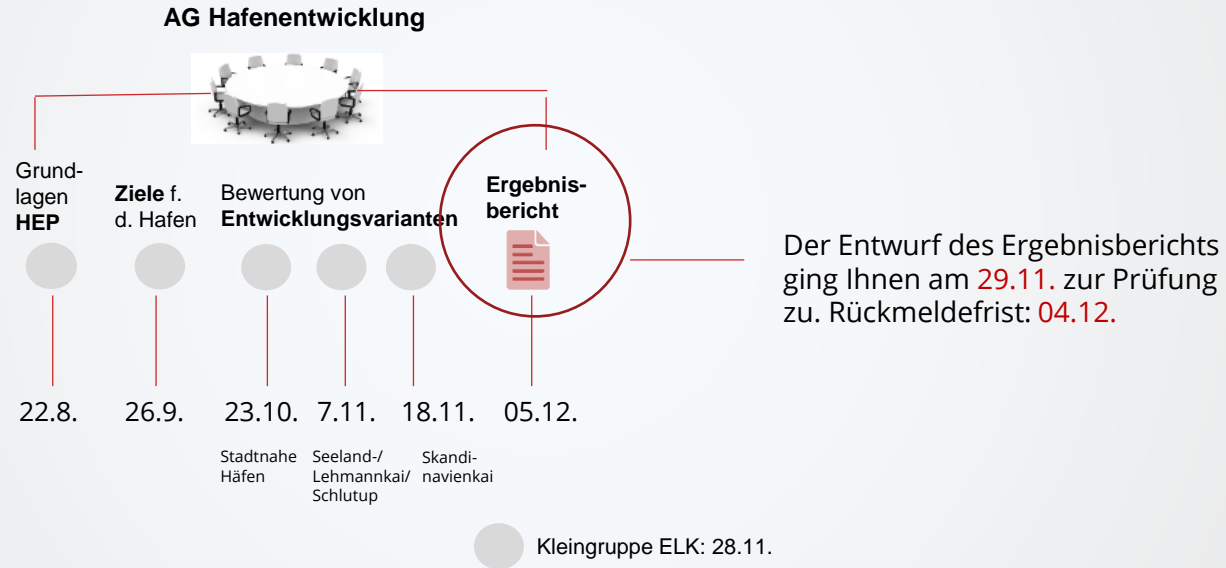 AG Hafenentwicklung
Grund-
lagen
HEP
Ziele f.
d. Hafen
Bewertung von
Entwicklungsvarianten
Ergebnis-
bericht
Der Entwurf des Ergebnisberichts
ging Ihnen am 29.11. zur Prüfung
zu. Rückmeldefrist: 04.12.
22.8.
26.9.
23.10.
7.11.
18.11.
05.12.
Stadtnahe
Häfen
Seeland-/
Lehmannkai/
Schlutup
Skandi-
navienkai
Kleingruppe ELK: 28.11.